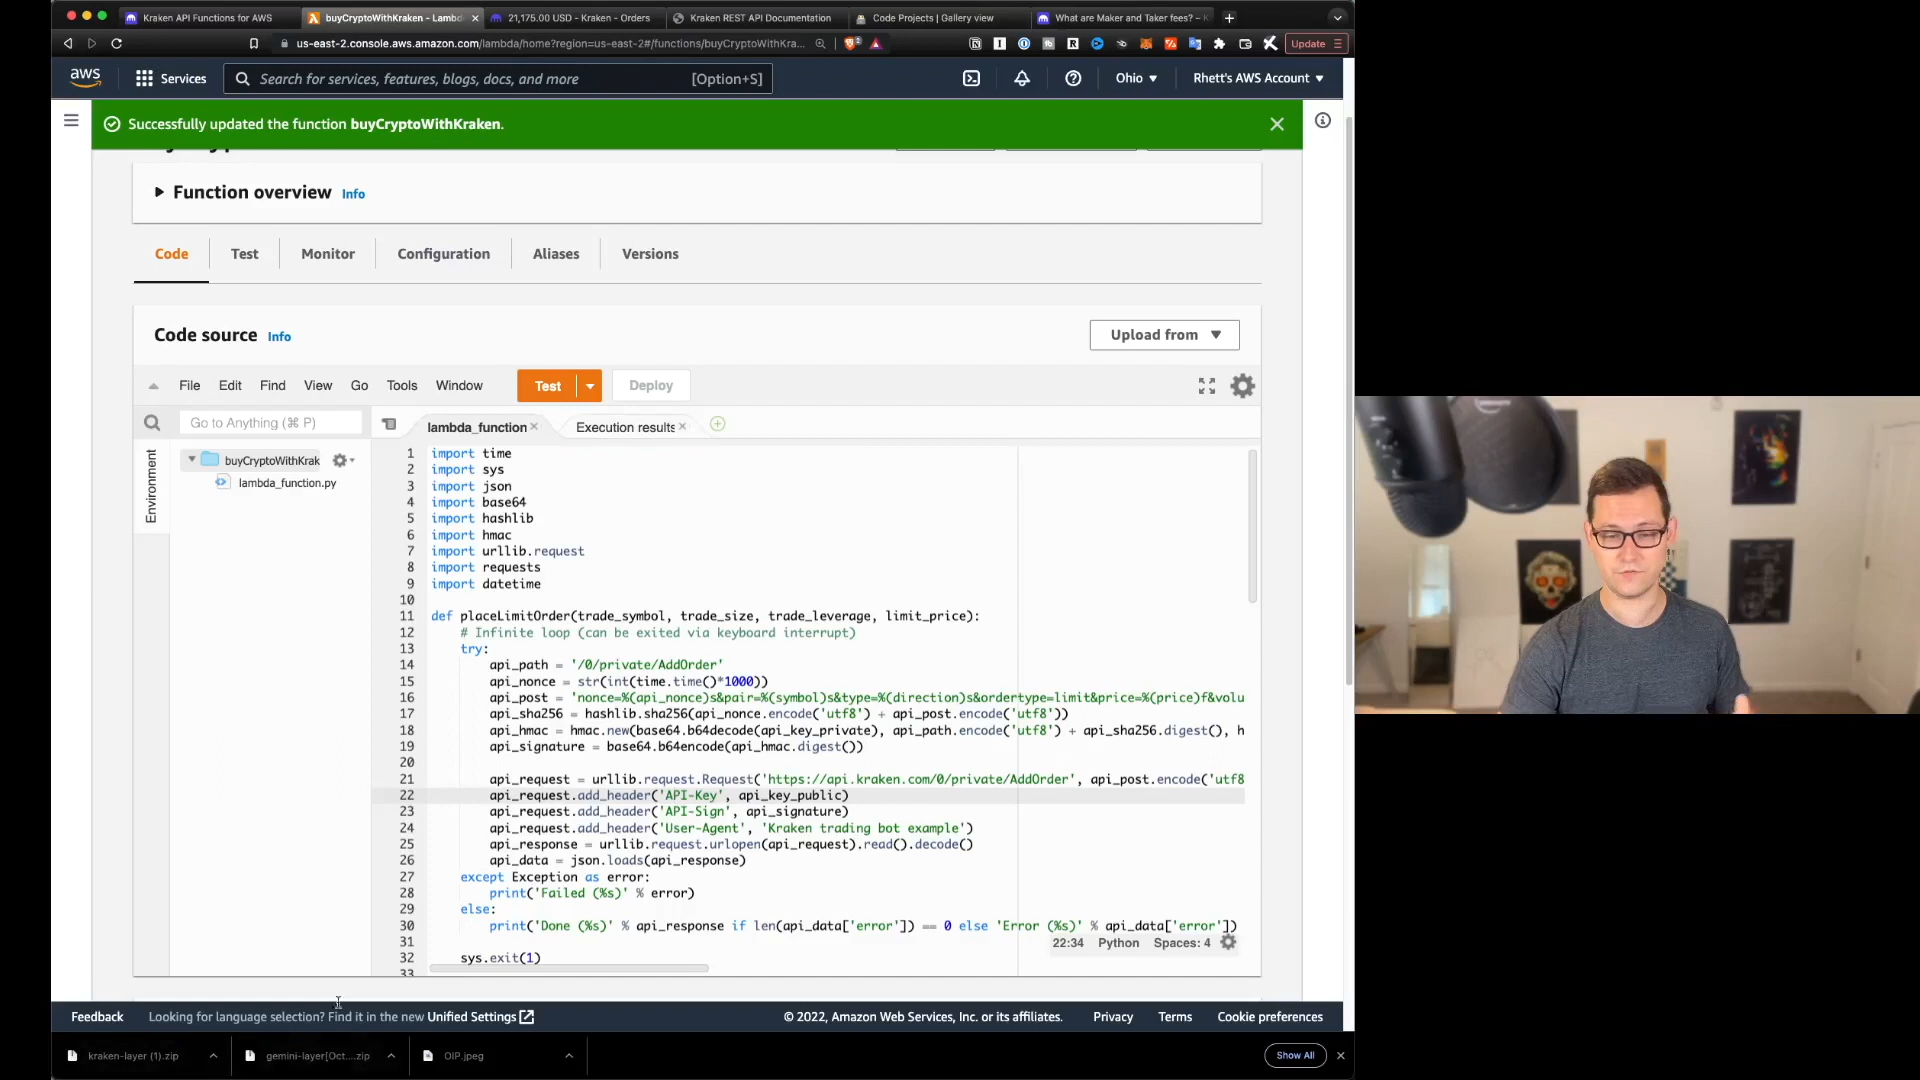 Kraken API Functions for AWS
buyCryptoWithKraken - Lambd
21,175.00 USD - Kraken - Orders
Kraken REST API Documentation
Code Projects | Gallery view
What are Maker and Taker fees? – K
us-east-2.console.aws.amazon.com/lambda/home?region=us-east-2#/functions/buyCryptoWithKra...
Update
aws
Services
Search for services, features, blogs, docs, and more
[Option+S]
Ohio
Rhett's AWS Account
Successfully updated the function buyCryptoWithKraken.
Function overview Info
Code
Test
Monitor
Configuration
Aliases
Versions
Code source Info
Upload from
File Edit Find View Go Tools Window
Test
Deploy
Go to Anything (⌘ P)
lambda_function
Execution results
Environment
buyCryptoWithKrak
lambda_function.py
1 import time
2 import sys
3 import json
4 import base64
5 import hashlib
6 import hmac
7 import urllib.request
8 import requests
9 import datetime
10
11 def placeLimitOrder(trade_symbol, trade_size, trade_leverage, limit_price):
12 # Infinite loop (can be exited via keyboard interrupt)
13 try:
14 api_path = '/0/private/AddOrder'
15 api_nonce = str(int(time.time()*1000))
16 api_post = 'nonce=%(api_nonce)s&pair=%(symbol)s&type=%(direction)s&ordertype=limit&price=%(price)f&volu
17 api_sha256 = hashlib.sha256(api_nonce.encode('utf8') + api_post.encode('utf8'))
18 api_hmac = hmac.new(base64.b64decode(api_key_private), api_path.encode('utf8') + api_sha256.digest(), h
19 api_signature = base64.b64encode(api_hmac.digest())
20
21 api_request = urllib.request.Request('https://api.kraken.com/0/private/AddOrder', api_post.encode('utf8
22 api_request.add_header('API-Key', api_key_public)
23 api_request.add_header('API-Sign', api_signature)
24 api_request.add_header('User-Agent', 'Kraken trading bot example')
25 api_response = urllib.request.urlopen(api_request).read().decode()
26 api_data = json.loads(api_response)
27 except Exception as error:
28 print('Failed (%s)' % error)
29 else:
30 print('Done (%s)' % api_response if len(api_data['error']) == 0 else 'Error (%s)' % api_data['error'])
31
32 sys.exit(1)
33
22:34 Python Spaces: 4
Feedback
Looking for language selection? Find it in the new Unified Settings
© 2022, Amazon Web Services, Inc. or its affiliates.
Privacy
Terms
Cookie preferences
kraken-layer (1).zip
gemini-layer[Oct....zip
OIP.jpeg
Show All